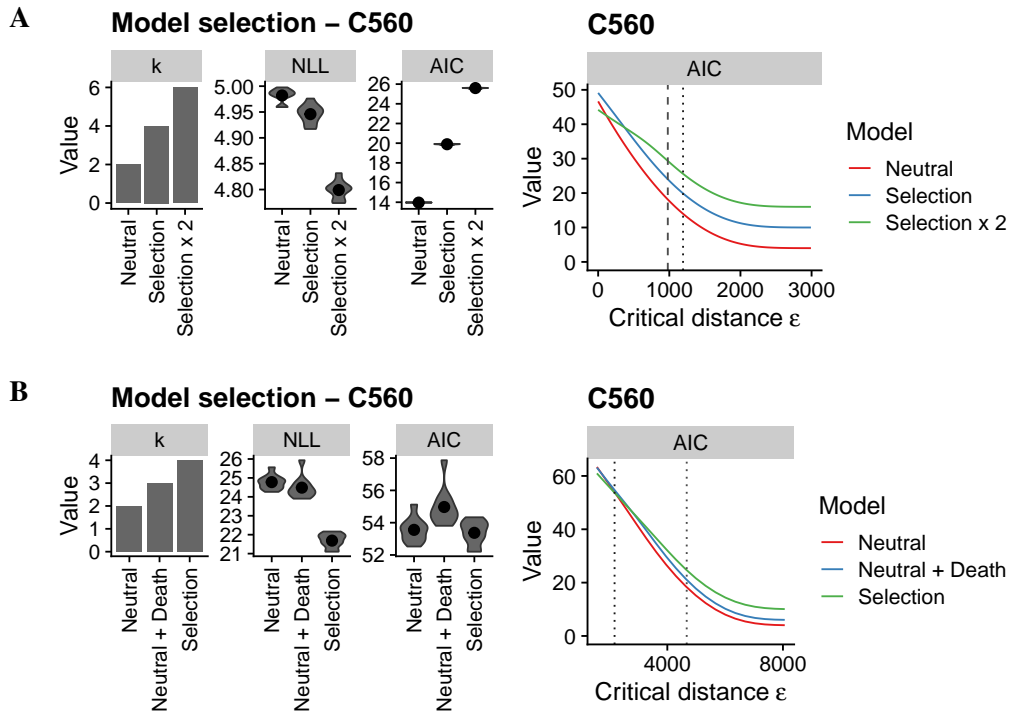 A
Model selection – C560
k
NLL
AIC
Value
6
4
2
0
5.00
4.95
4.90
4.85
4.80
26
24
22
20
18
16
14
Neutral
Selection
Selection x 2
Neutral
Selection
Selection x 2
Neutral
Selection
Selection x 2
C560
AIC
Value
50
40
30
20
10
0
0
1000
2000
3000
Critical distance ε
Model
Neutral
Selection
Selection x 2
B
Model selection – C560
k
NLL
AIC
Value
4
3
2
1
0
26
25
24
23
22
21
58
56
54
52
Neutral
Neutral + Death
Selection
Neutral
Neutral + Death
Selection
Neutral
Neutral + Death
Selection
C560
AIC
Value
60
40
20
0
4000
8000
Critical distance ε
Model
Neutral
Neutral + Death
Selection